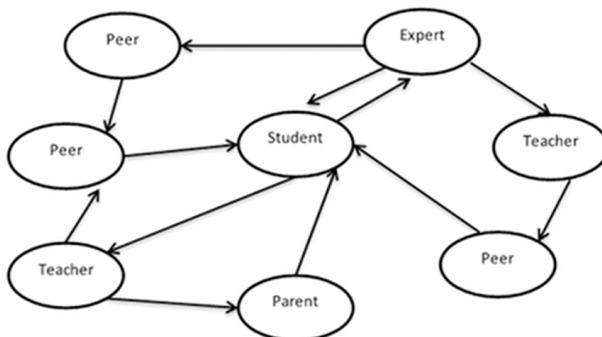 Peer
Expert
Peer
Student
Teacher
Teacher
Peer
Parent